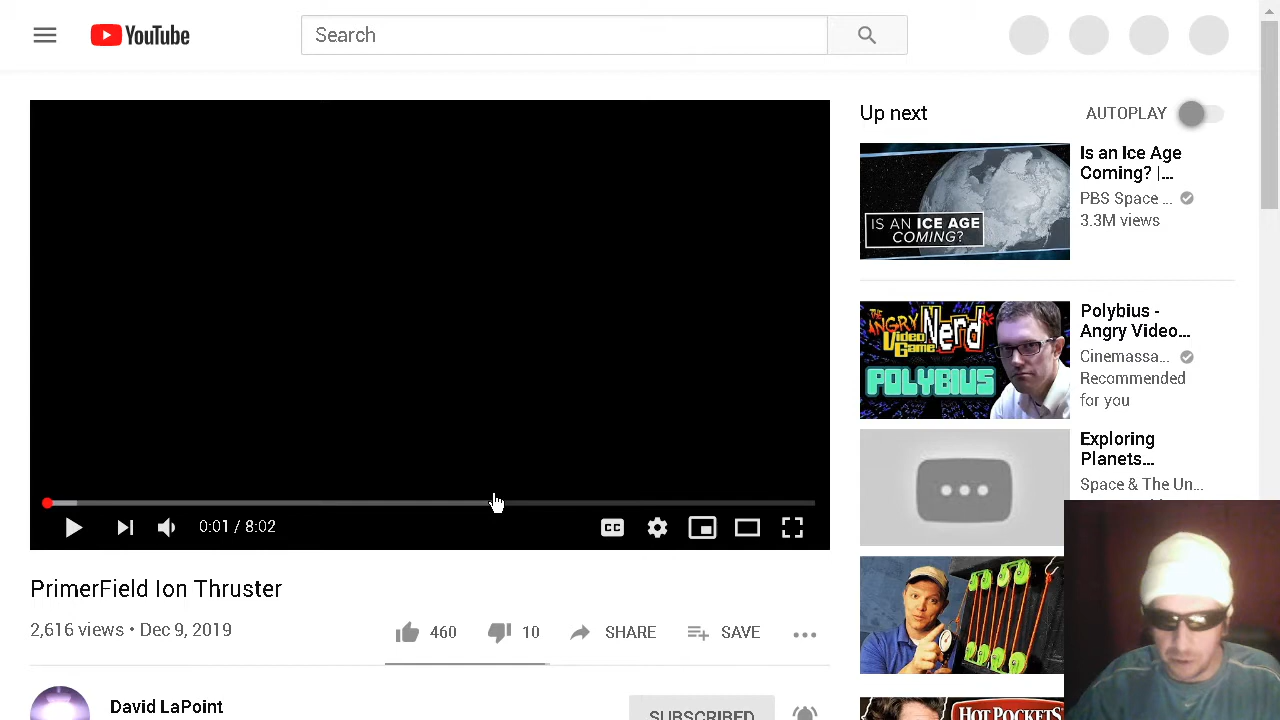 YouTube
Search
Up next
AUTOPLAY
IS AN ICE AGE
COMING?
Is an Ice Age
Coming? |...
PBS Space ...
3.3M views
THE
ANGRY
Video
Game
Nerd
POLYBIUS
Polybius -
Angry Video...
Cinemassa...
Recommended
for you
Exploring
Planets...
Space & The Un...
0:01 / 8:02
CC
PrimerField Ion Thruster
2,616 views • Dec 9, 2019
460
10
SHARE
SAVE
David LaPoint
SUBSCRIBED
HOT POCKETS